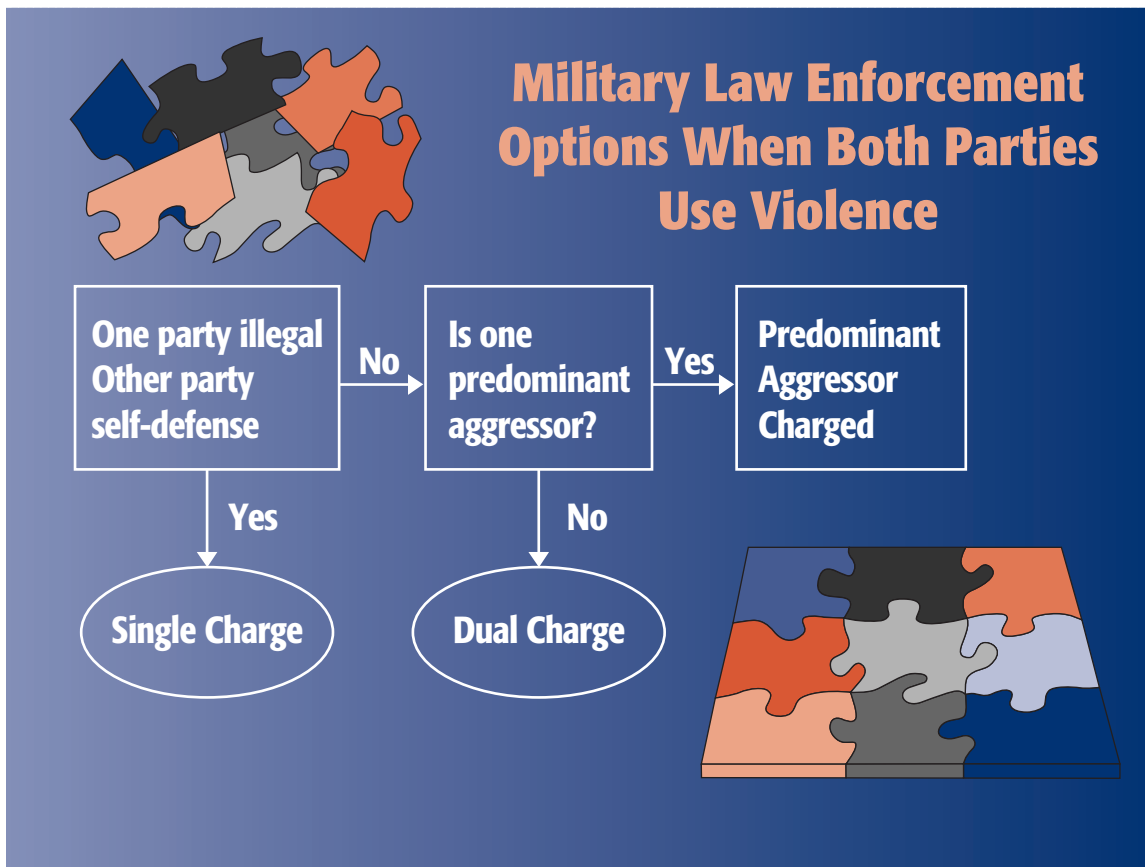 Military Law Enforcement
Options When Both Parties
Use Violence
One party illegal
Other party
self-defense
No
Is one
predominant
aggressor?
Yes
Predominant
Aggressor
Charged
Yes
No
Single Charge
Dual Charge